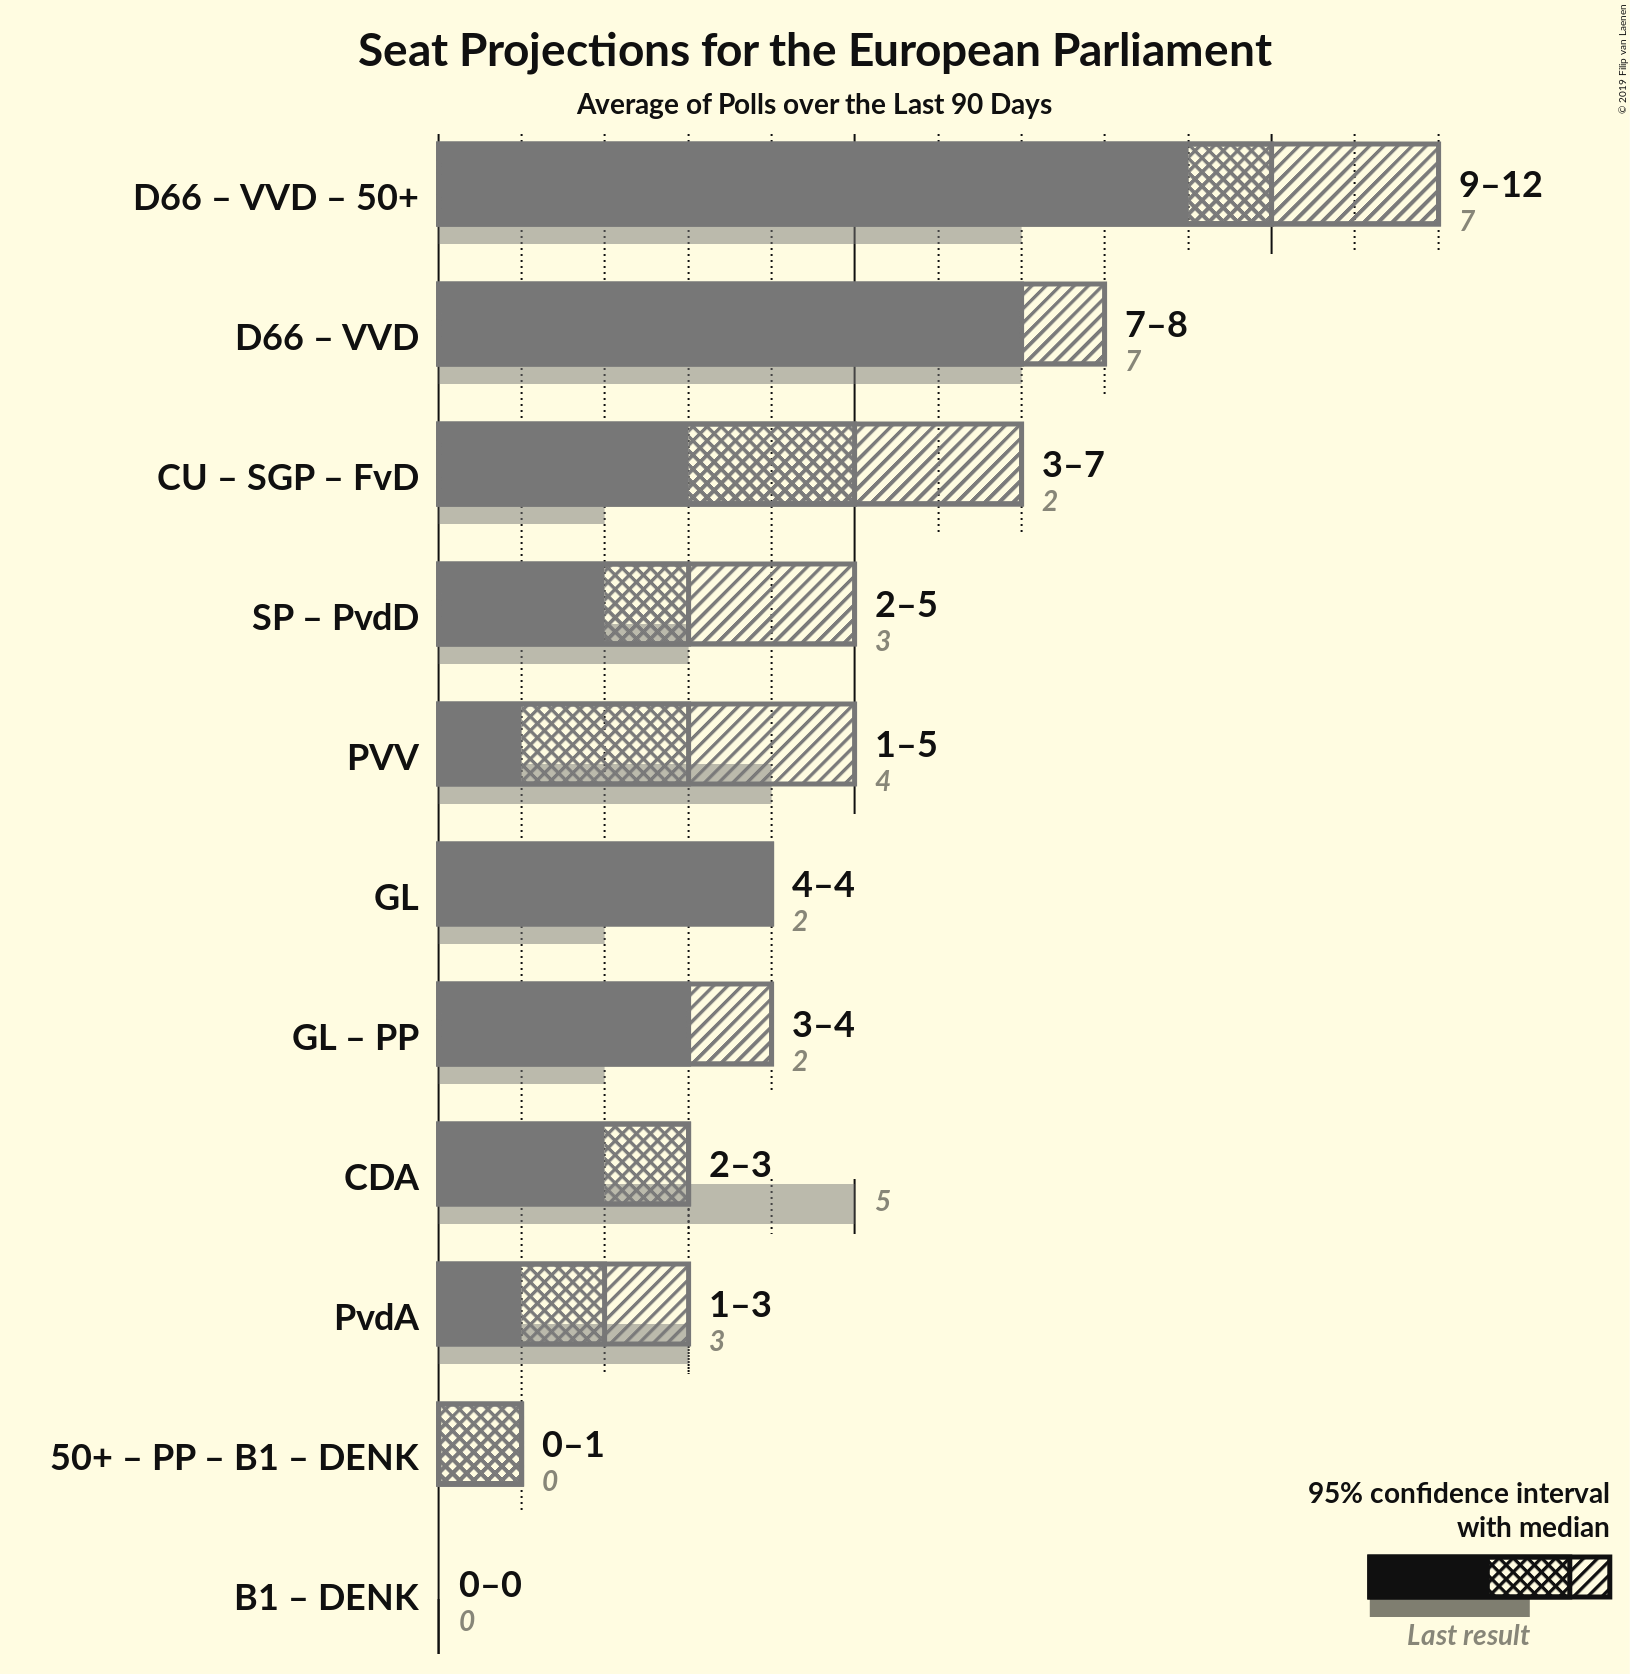 Seat Projections for the European Parliament
Average of Polls over the Last 90 Days
© 2019 Filip van Laenen
D66 – VVD – 50+
9–12
7
D66 – VVD
7–8
7
CU – SGP – FvD
3–7
2
SP – PvdD
2–5
3
PVV
1–5
4
GL
4–4
2
GL – PP
3–4
2
CDA
2–3
5
PvdA
1–3
3
50+ – PP – B1 – DENK
0–1
0
B1 – DENK
0–0
0
95% confidence interval
with median
Last result